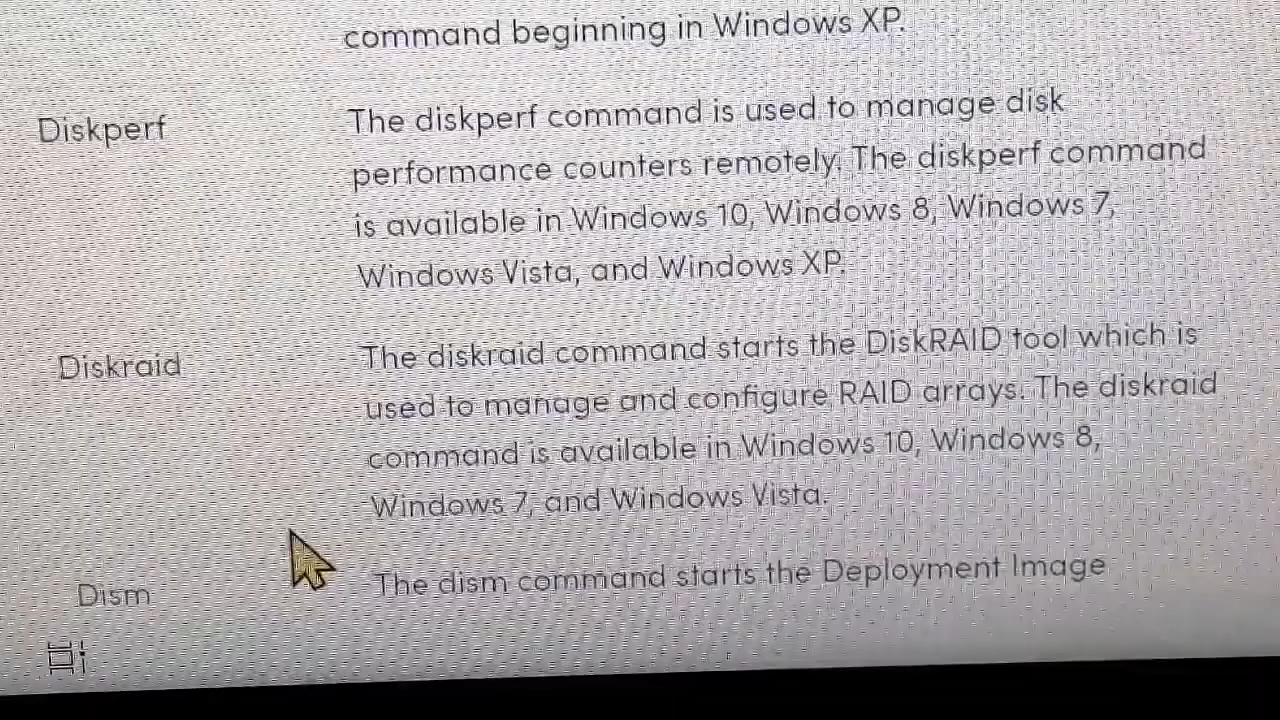 command beginning in Windows XP.
Diskperf
The diskperf command is used to manage disk
performance counters remotely. The diskperf command
is available in Windows 10, Windows 8, Windows 7,
Windows Vista, and Windows XP.
Diskraid
The diskraid command starts the DiskRAID tool which is
used to manage and configure RAID arrays. The diskraid
command is available in Windows 10, Windows 8,
Windows 7, and Windows Vista.
Dism
The dism command starts the Deployment Image